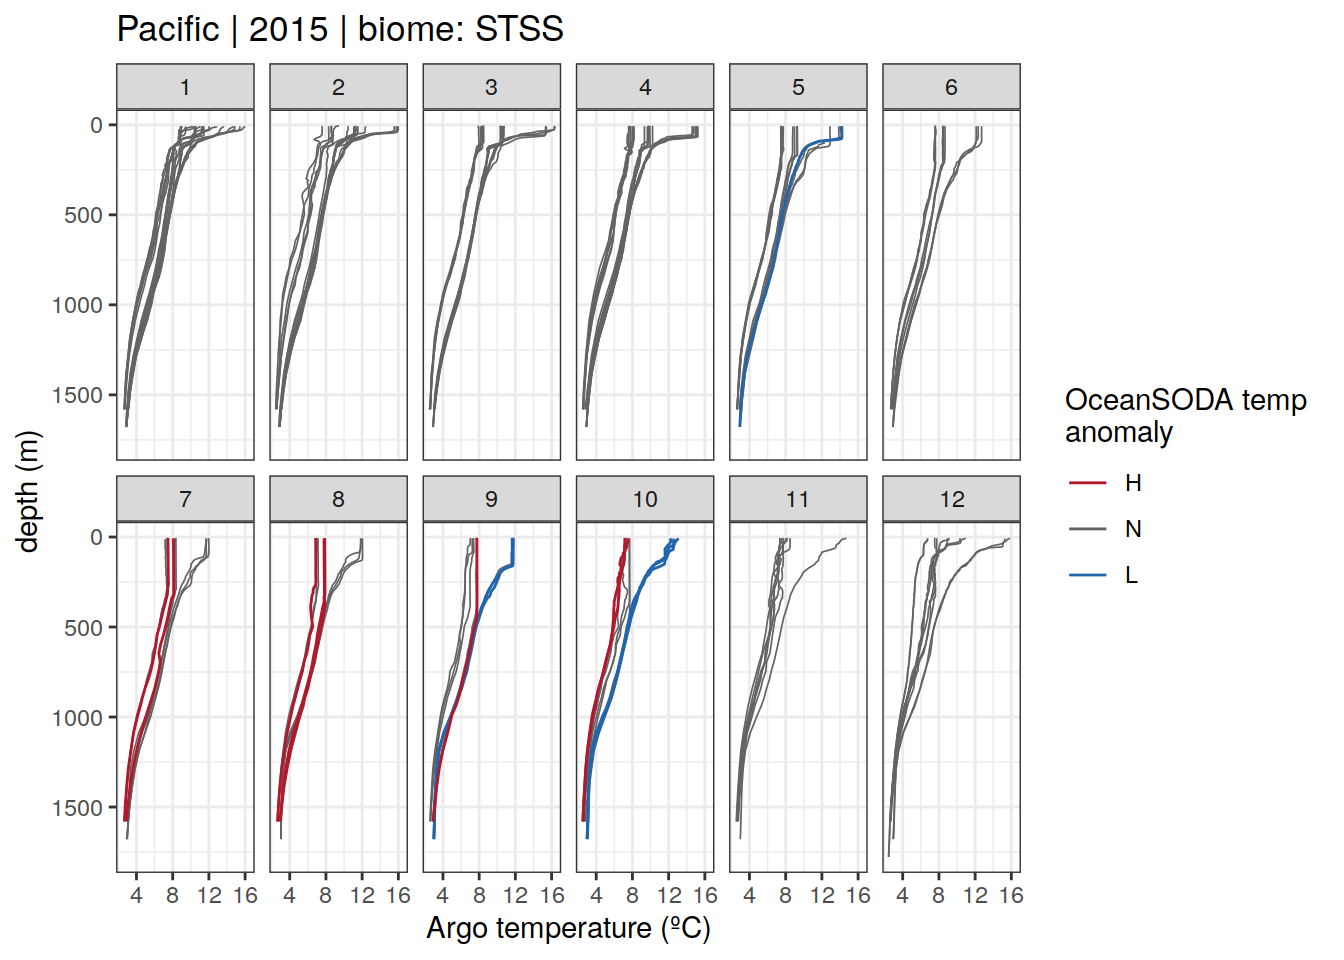 Pacific | 2015 | biome: STSS
1 2 3 4 5 6
0
500
1000
1500
7 8 9 10 11 12
0
500
1000
1500
4 8 12 16 4 8 12 16 4 8 12 16 4 8 12 16 4 8 12 16 4 8 12 16
Argo temperature (ºC)
depth (m)
OceanSODA temp
anomaly
H
N
L